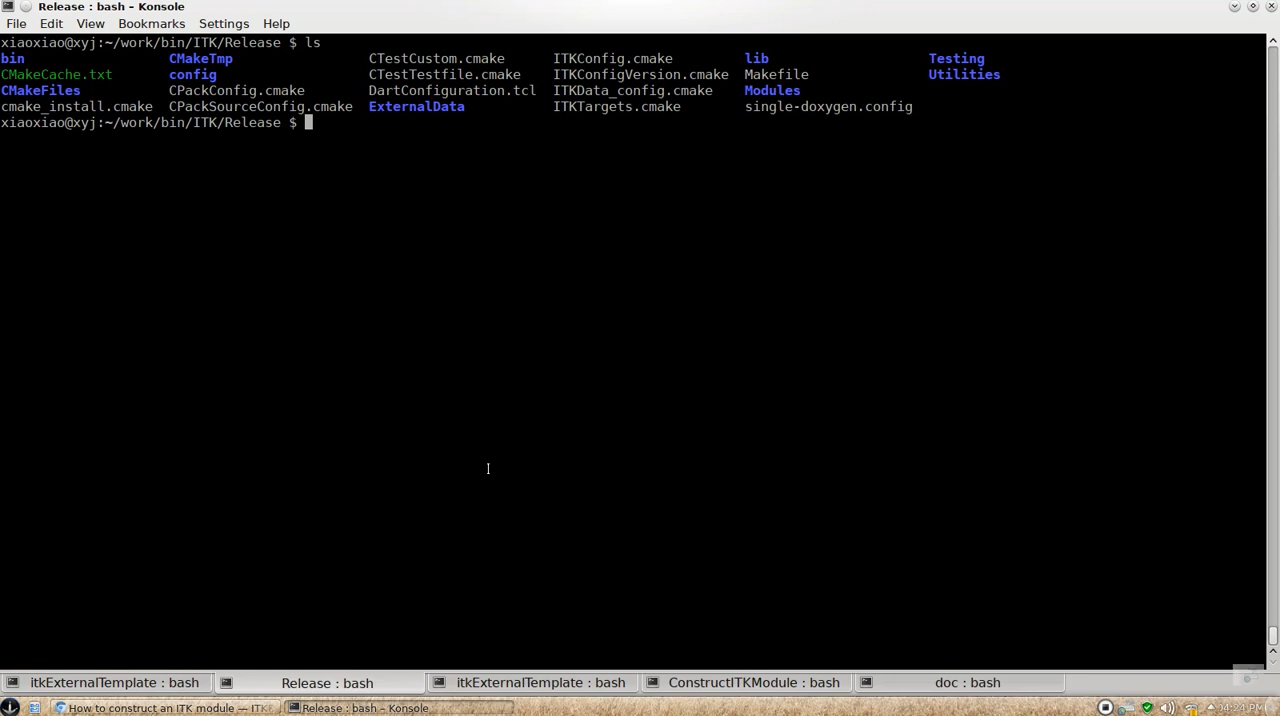 Release : bash – Konsole
File Edit View Bookmarks Settings Help
xiaoxiao@xyj:~/work/bin/ITK/Release $ ls
bin CMakeTmp CTestCustom.cmake ITKConfig.cmake lib Testing
CMakeCache.txt config CTestTestfile.cmake ITKConfigVersion.cmake Makefile Utilities
CMakeFiles CPackConfig.cmake DartConfiguration.tcl ITKData_config.cmake Modules
cmake_install.cmake CPackSourceConfig.cmake ExternalData ITKTargets.cmake single-doxygen.config
xiaoxiao@xyj:~/work/bin/ITK/Release $
itkExternalTemplate : bash Release : bash itkExternalTemplate : bash ConstructITKModule : bash doc : bash
How to construct an ITK module — ITK Release : bash – Konsole 04:24 PM